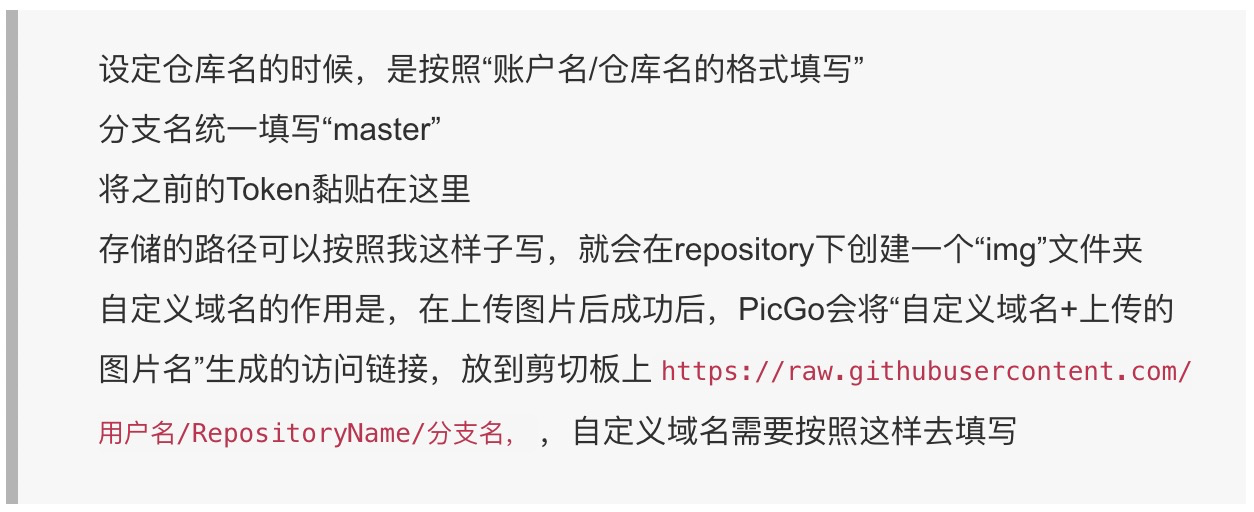 设定仓库名的时候，是按照“账户名/仓库名的格式填写”
分支名统一填写“master”
将之前的Token黏贴在这里
存储的路径可以按照我这样子写，就会在repository下创建一个“img”文件夹
自定义域名的作用是，在上传图片后成功后，PicGo会将“自定义域名+上传的
图片名”生成的访问链接，放到剪切板上 https://raw.githubusercontent.com/
用户名/RepositoryName/分支名， ，自定义域名需要按照这样去填写